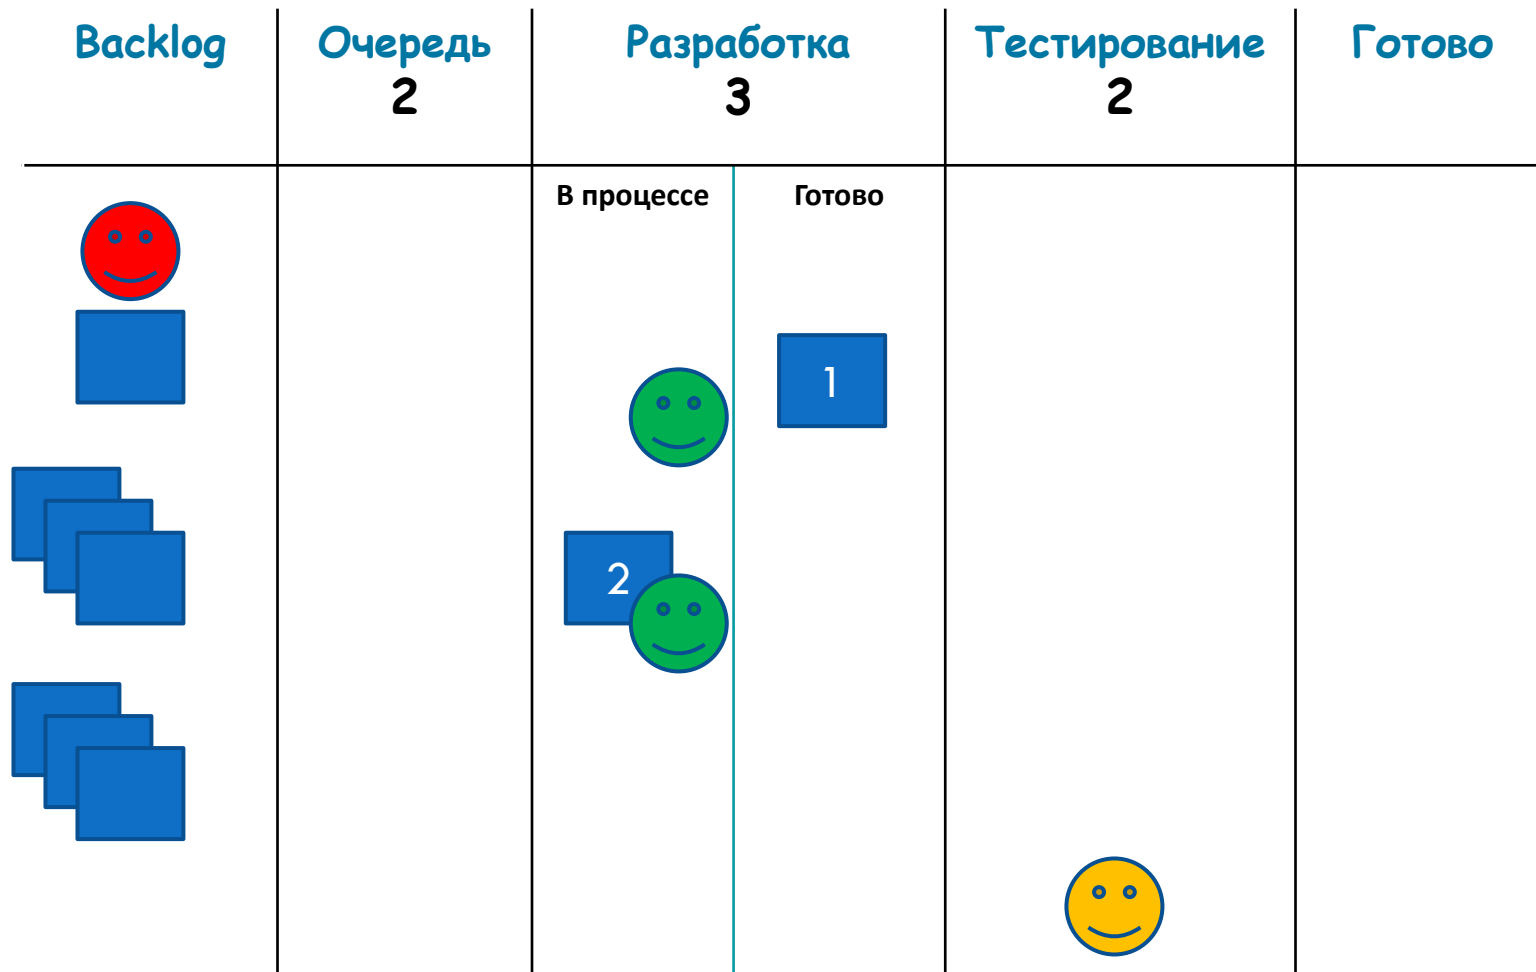 Backlog
Очередь
2
Разработка
3
Тестирование
2
Готово
В процессе
Готово
1
2